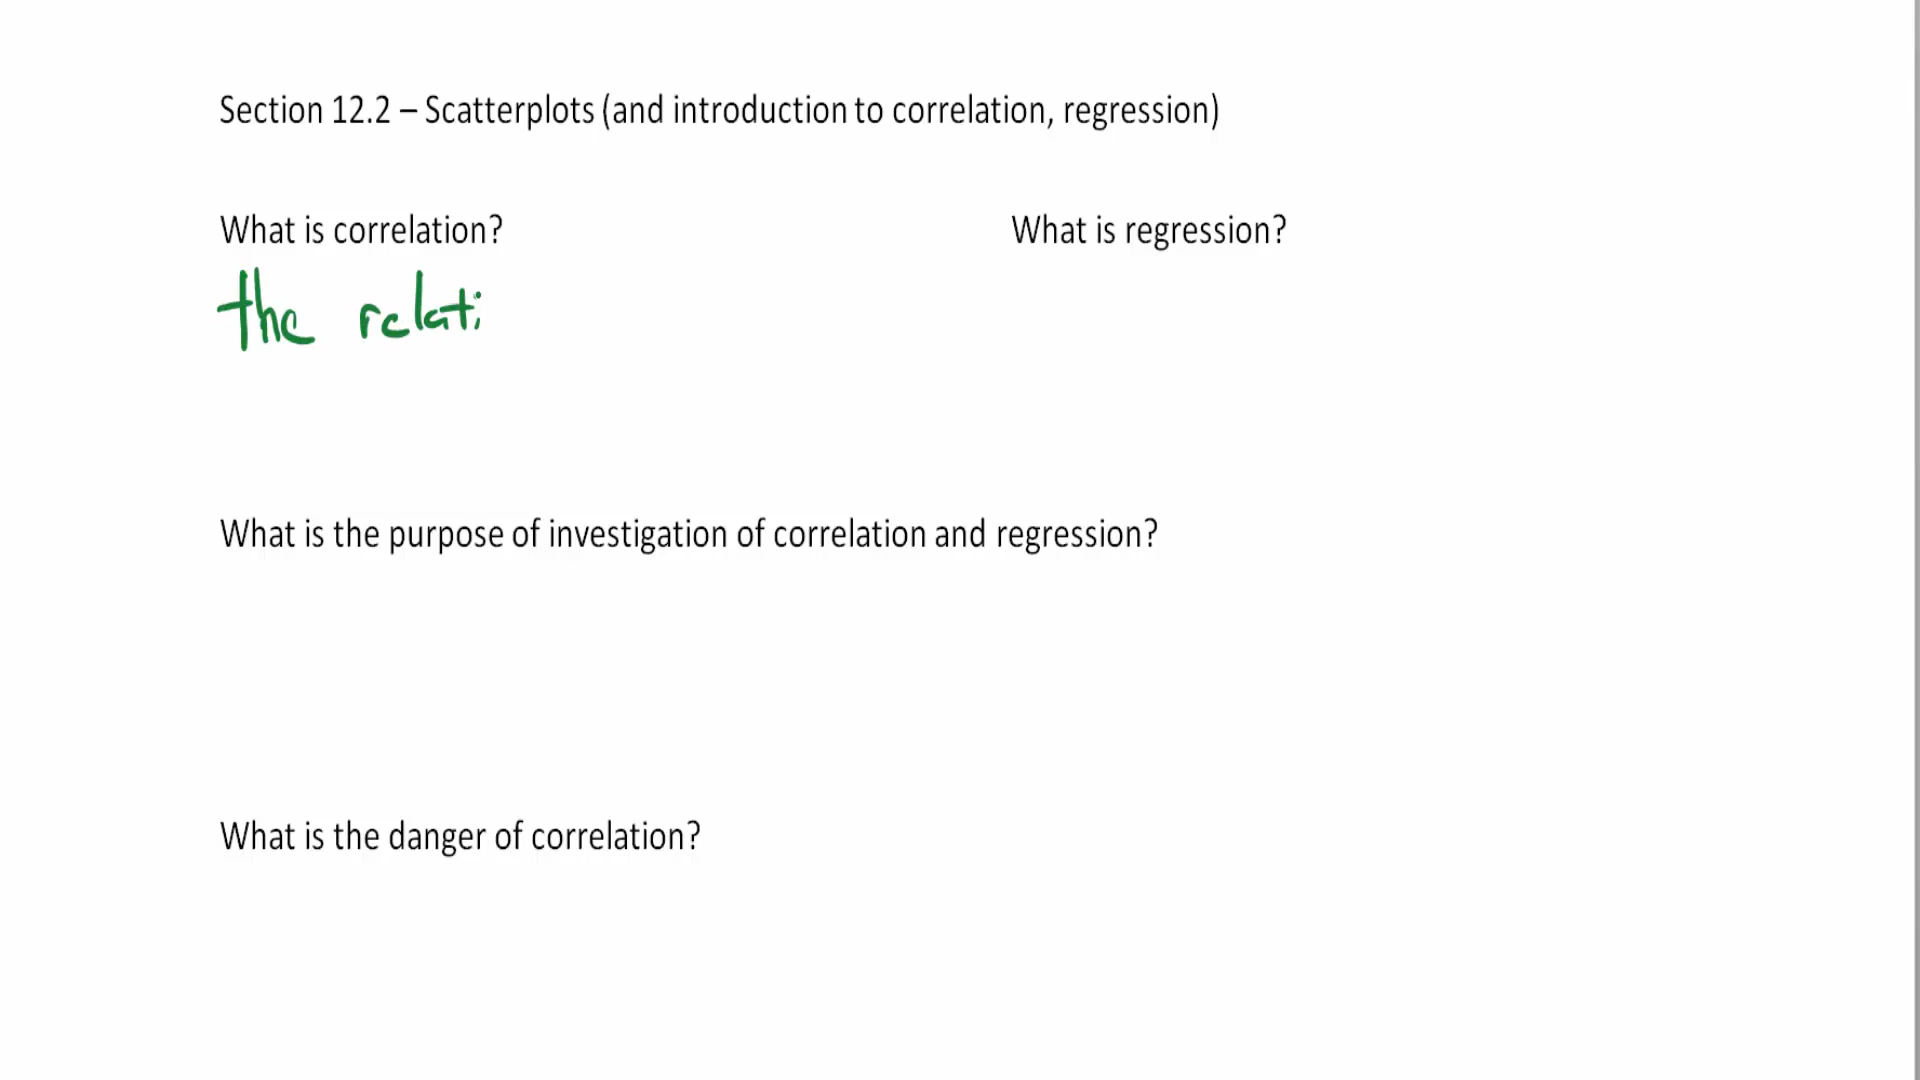 Section 12.2 – Scatterplots (and introduction to correlation, regression)
What is correlation?
What is regression?
the relati
What is the purpose of investigation of correlation and regression?
What is the danger of correlation?